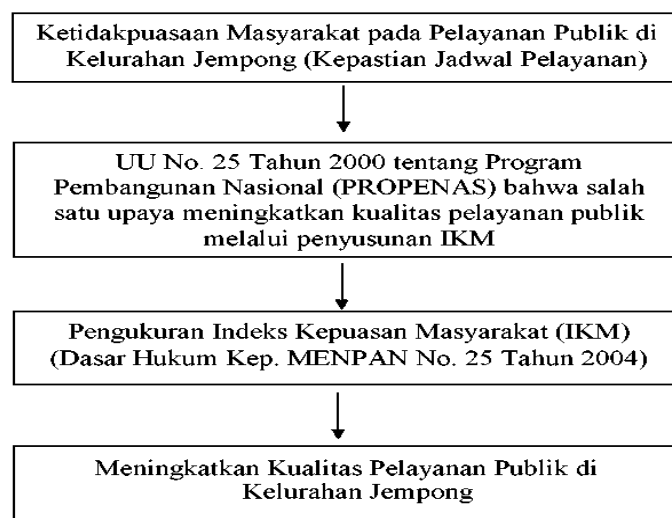 Ketidakpuasaan Masyarakat pada Pelayanan Publik di
Kelurahan Jempong (Kepastian Jadwal Pelayanan)
UU No. 25 Tahun 2000 tentang Program
Pembangunan Nasional (PROPENAS) bahwa salah
satu upaya meningkatkan kualitas pelayanan publik
melalui penyusunan IKM
Pengukuran Indeks Kepuasan Masyarakat (IKM)
(Dasar Hukum Kep. MENPAN No. 25 Tahun 2004)
Meningkatkan Kualitas Pelayanan Publik di
Kelurahan Jempong